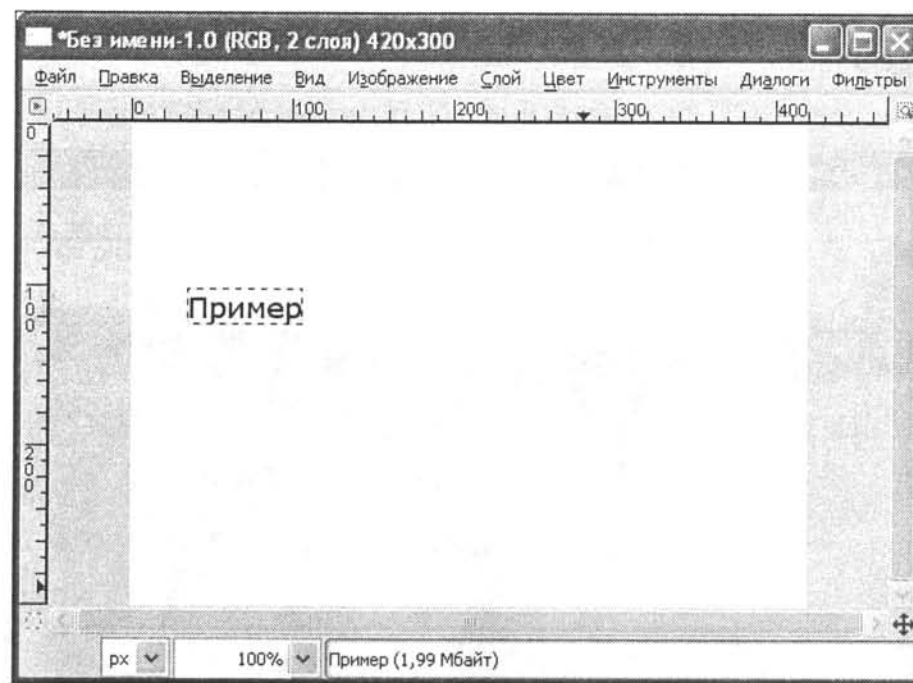 *Без имени-1.0 (RGB, 2 слоя) 420x300
Файл Правка Выделение Вид Изображение Слой Цвет Инструменты Диалоги Фильтры
0 100 200 300 400
0
100
200
Пример
px 100% Пример (1,99 Мбайт)